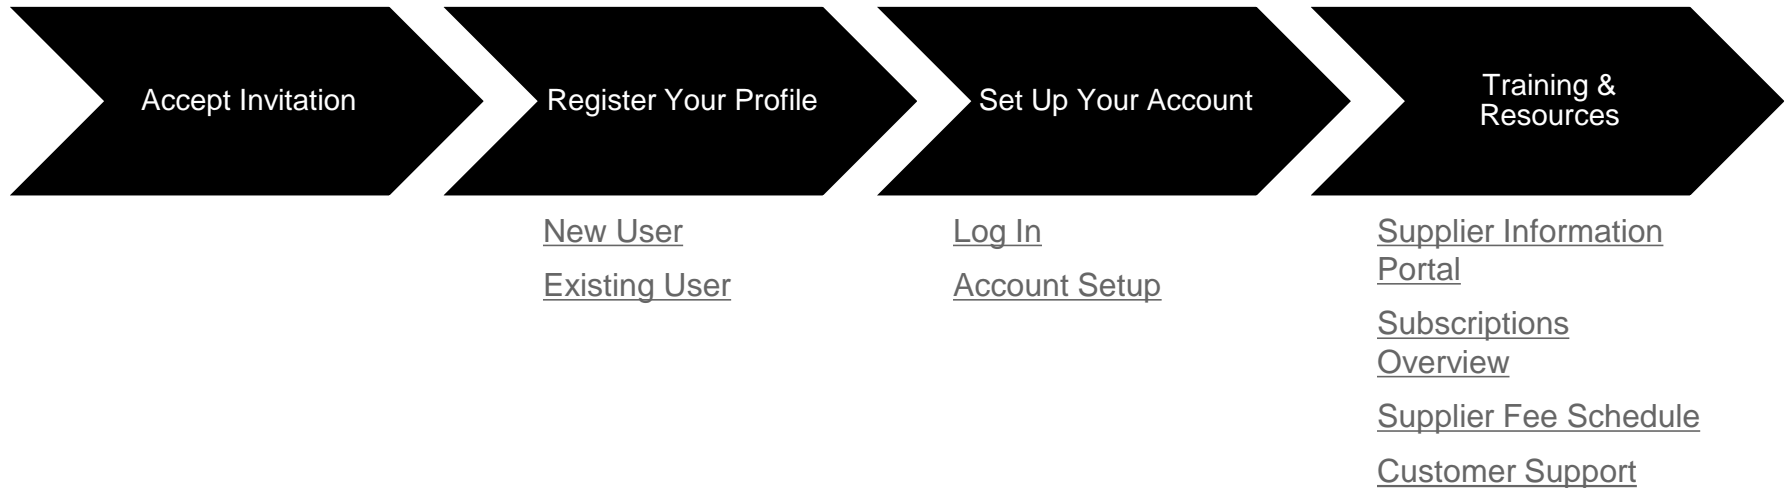 Accept Invitation
Register Your Profile
Set Up Your Account
Training &
Resources
New User
Existing User
Log In
Account Setup
Supplier Information
Portal
Subscriptions
Overview
Supplier Fee Schedule
Customer Support